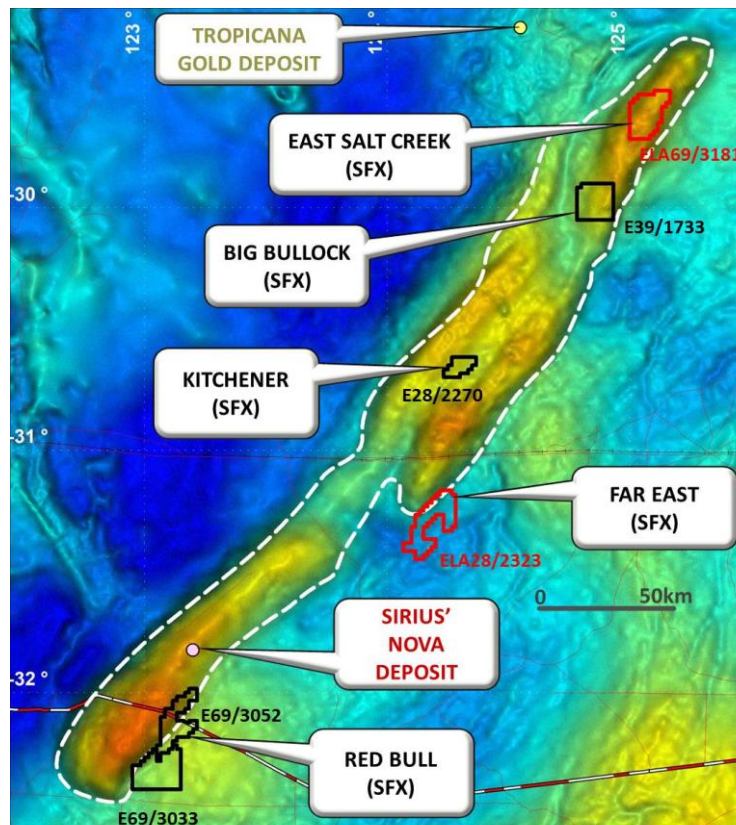 123°
12
125°
TROPICANA
GOLD DEPOSIT
EAST SALT CREEK
(SFX)
ELA69/3181
-30°
E39/1733
BIG BULLOCK
(SFX)
KITCHENER
(SFX)
E28/2270
-31°
FAR EAST
(SFX)
ELA28/2323
0
50km
SIRIUS'
NOVA
DEPOSIT
-32°
E69/3052
RED BULL
(SFX)
E69/3033